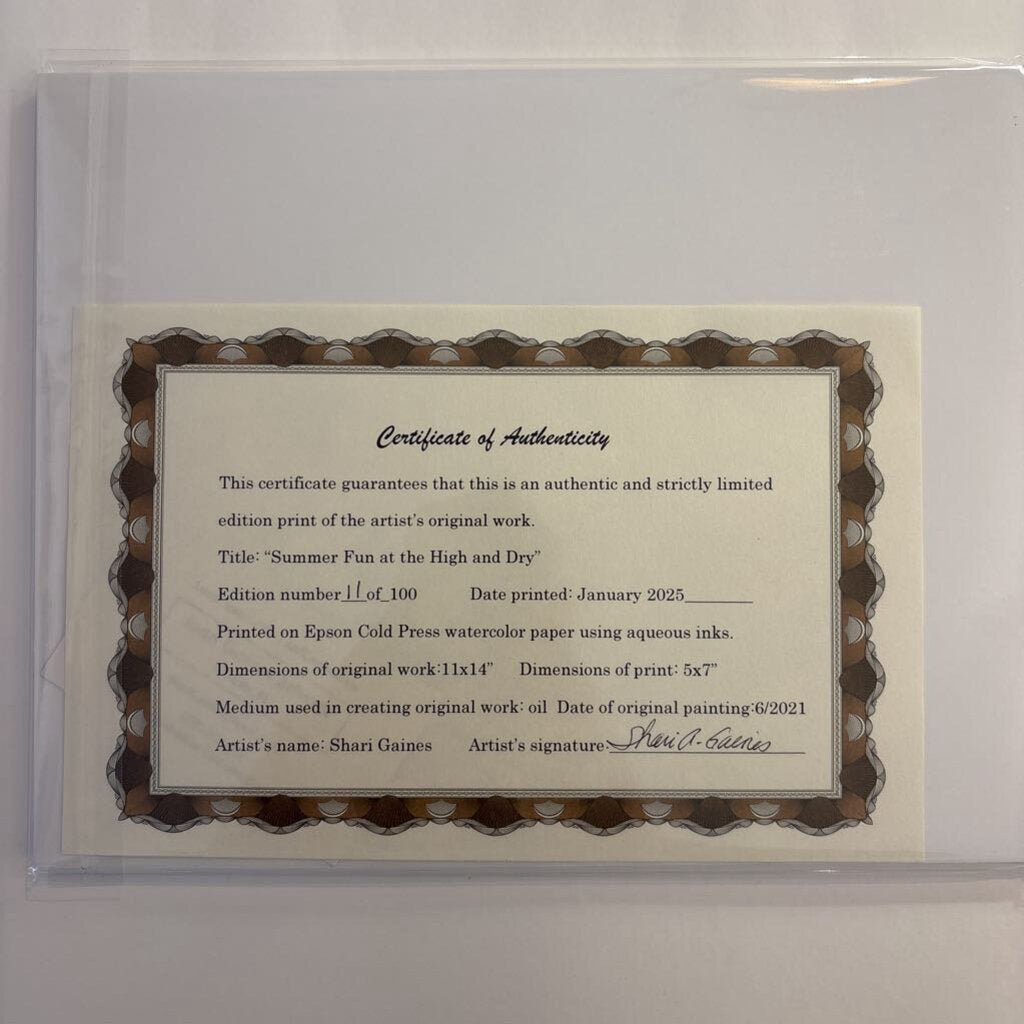 Certificate of Authenticity
This certificate guarantees that this is an authentic and strictly limited
edition print of the artist's original work.
Title: “Summer Fun at the High and Dry”
Edition number 11 of_100 Date printed: January 2025_______
Printed on Epson Cold Press watercolor paper using aqueous inks.
Dimensions of original work:11x14” Dimensions of print: 5x7”
Medium used in creating original work: oil Date of original painting:6/2021
Artist's name: Shari Gaines Artist's signature: Shari A. Gaines